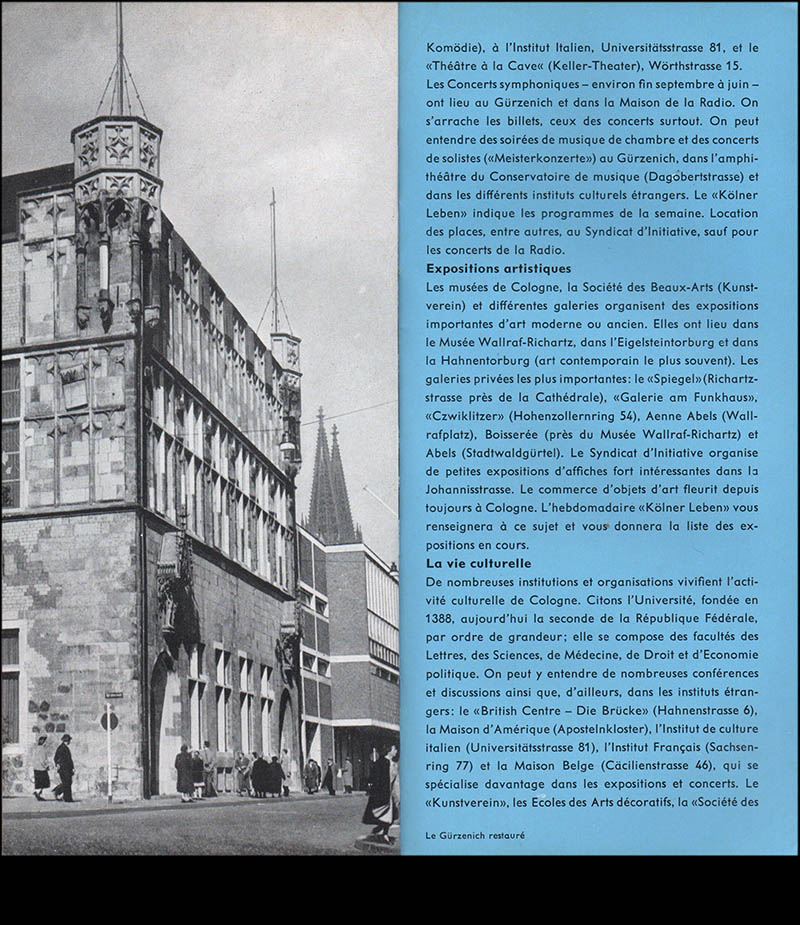 Komödie), à l'Institut Italien, Universitätsstrasse 81, et le
«Théâtre à la Cave« (Keller-Theater), Wörthstrasse 15.
Les Concerts symphoniques – environ fin septembre à juin –
ont lieu au Gürzenich et dans la Maison de la Radio. On
s'arrache les billets, ceux des concerts surtout. On peut
entendre des soirées de musique de chambre et des concerts
de solistes («Meisterkonzerte») au Gürzenich, dans l'amphi-
théâtre du Conservatoire de musique (Dagobertstrasse) et
dans les différents instituts culturels étrangers. Le «Kölner
Leben» indique les programmes de la semaine. Location
des places, entre autres, au Syndicat d'Initiative, sauf pour
les concerts de la Radio.
Expositions artistiques
Les musées de Cologne, la Société des Beaux-Arts (Kunst-
verein) et différentes galeries organisent des expositions
importantes d'art moderne ou ancien. Elles ont lieu dans
le Musée Wallraf-Richartz, dans l'Eigelsteintorburg et dans
la Hahnentorburg (art contemporain le plus souvent). Les
galeries privées les plus importantes: le «Spiegel» (Richartz-
strasse près de la Cathédrale), «Galerie am Funkhaus»,
«Czwiklitzer» (Hohenzollernring 54), Aenne Abels (Wall-
rafplatz), Boisserée (près du Musée Wallraf-Richartz) et
Abels (Stadtwaldgürtel). Le Syndicat d'Initiative organise
de petites expositions d'affiches fort intéressantes dans la
Johannisstrasse. Le commerce d'objets d'art fleurit depuis
toujours à Cologne. L'hebdomadaire «Kölner Leben» vous
renseignera à ce sujet et vous donnera la liste des ex-
positions en cours.
La vie culturelle
De nombreuses institutions et organisations vivifient l'acti-
vité culturelle de Cologne. Citons l'Université, fondée en
1388, aujourd'hui la seconde de la République Fédérale,
par ordre de grandeur; elle se compose des facultés des
Lettres, des Sciences, de Médecine, de Droit et d'Economie
politique. On peut y entendre de nombreuses conférences
et discussions ainsi que, d'ailleurs, dans les instituts étran-
gers: le «British Centre – Die Brücke» (Hahnenstrasse 6),
la Maison d'Amérique (Apostelnkloster), l'Institut de culture
italien (Universitätsstrasse 81), l'Institut Français (Sachsen-
ring 77) et la Maison Belge (Cäcilienstrasse 46), qui se
spécialise davantage dans les expositions et concerts. Le
«Kunstverein», les Ecoles des Arts décoratifs, la «Société des
Le Gürzenich restauré